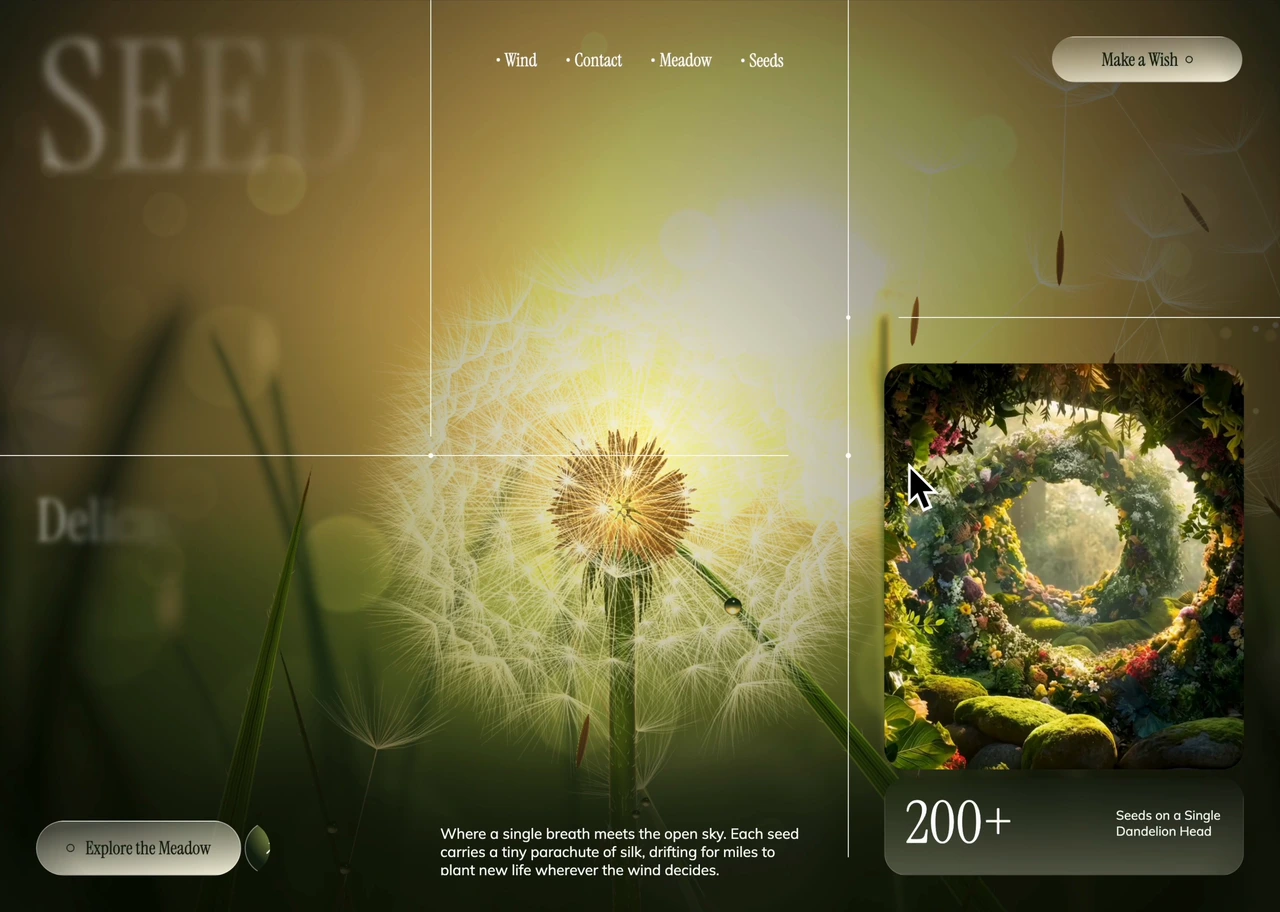 SEED
• Wind
• Contact
• Meadow
• Seeds
Make a Wish
Explore the Meadow
Where a single breath meets the open sky. Each seed
carries a tiny parachute of silk, drifting for miles to
plant new life wherever the wind decides.
200+
Seeds on a Single
Dandelion Head